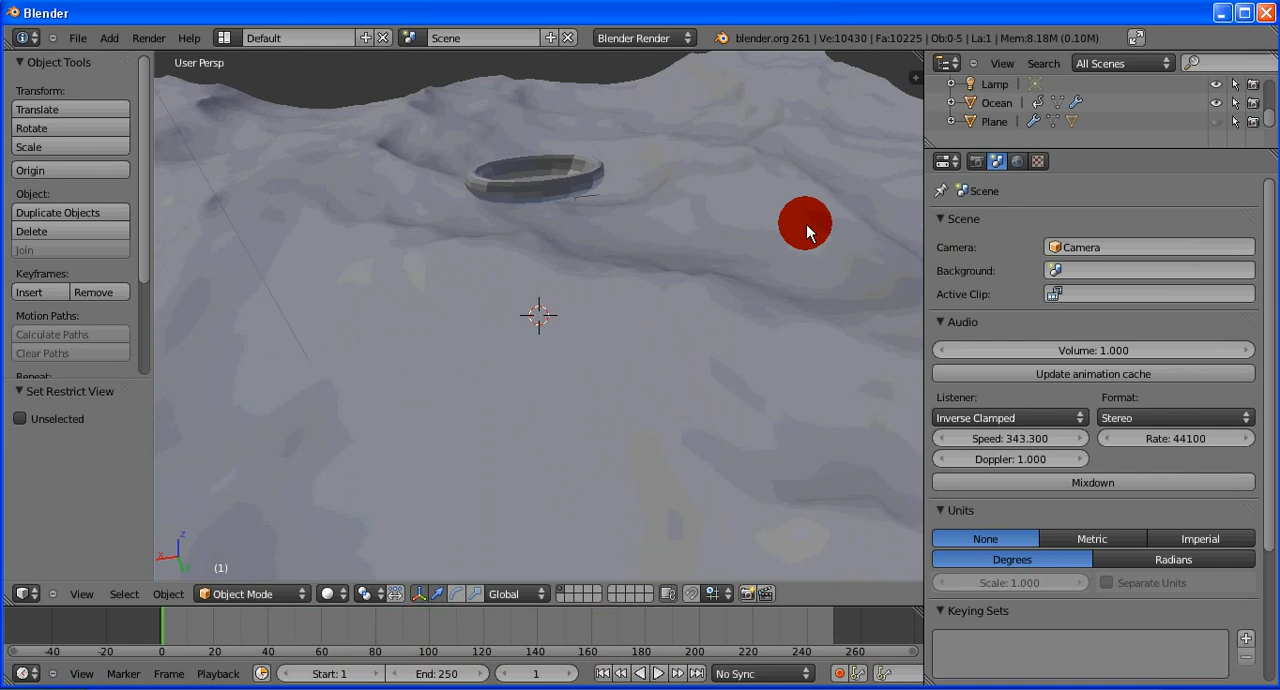 Blender
File Add Render Help Default Scene Blender Render blender.org 261 | Ve:10430 | Fa:10225 | Ob:0-5 | La:1 | Mem:8.18M (0.10M)
Object Tools
Transform:
Translate
Rotate
Scale
Origin
Object:
Duplicate Objects
Delete
Join
Keyframes:
Insert Remove
Motion Paths:
Calculate Paths
Clear Paths
Set Restrict View
Unselected
User Persp
(1)
View Select Object Object Mode Global
-40 -20 0 20 40 60 80 100 120 140 160 180 200 220 240 260
View Marker Frame Playback Start: 1 End: 250 1 No Sync
View Search All Scenes
Lamp
Ocean
Plane
Scene
Scene
Camera: Camera
Background:
Active Clip:
Audio
Volume: 1.000
Update animation cache
Listener: Format:
Inverse Clamped Stereo
Speed: 343.300 Rate: 44100
Doppler: 1.000
Mixdown
Units
None Metric Imperial
Degrees Radians
Scale: 1.000 Separate Units
Keying Sets